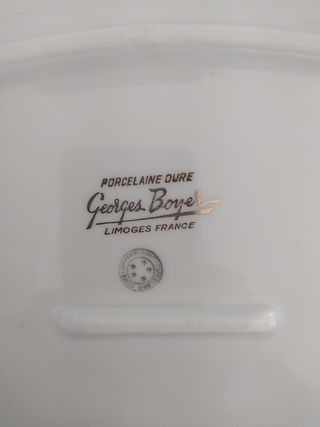 PORCELAINE DURE
Georges Boyer
LIMOGES FRANCE